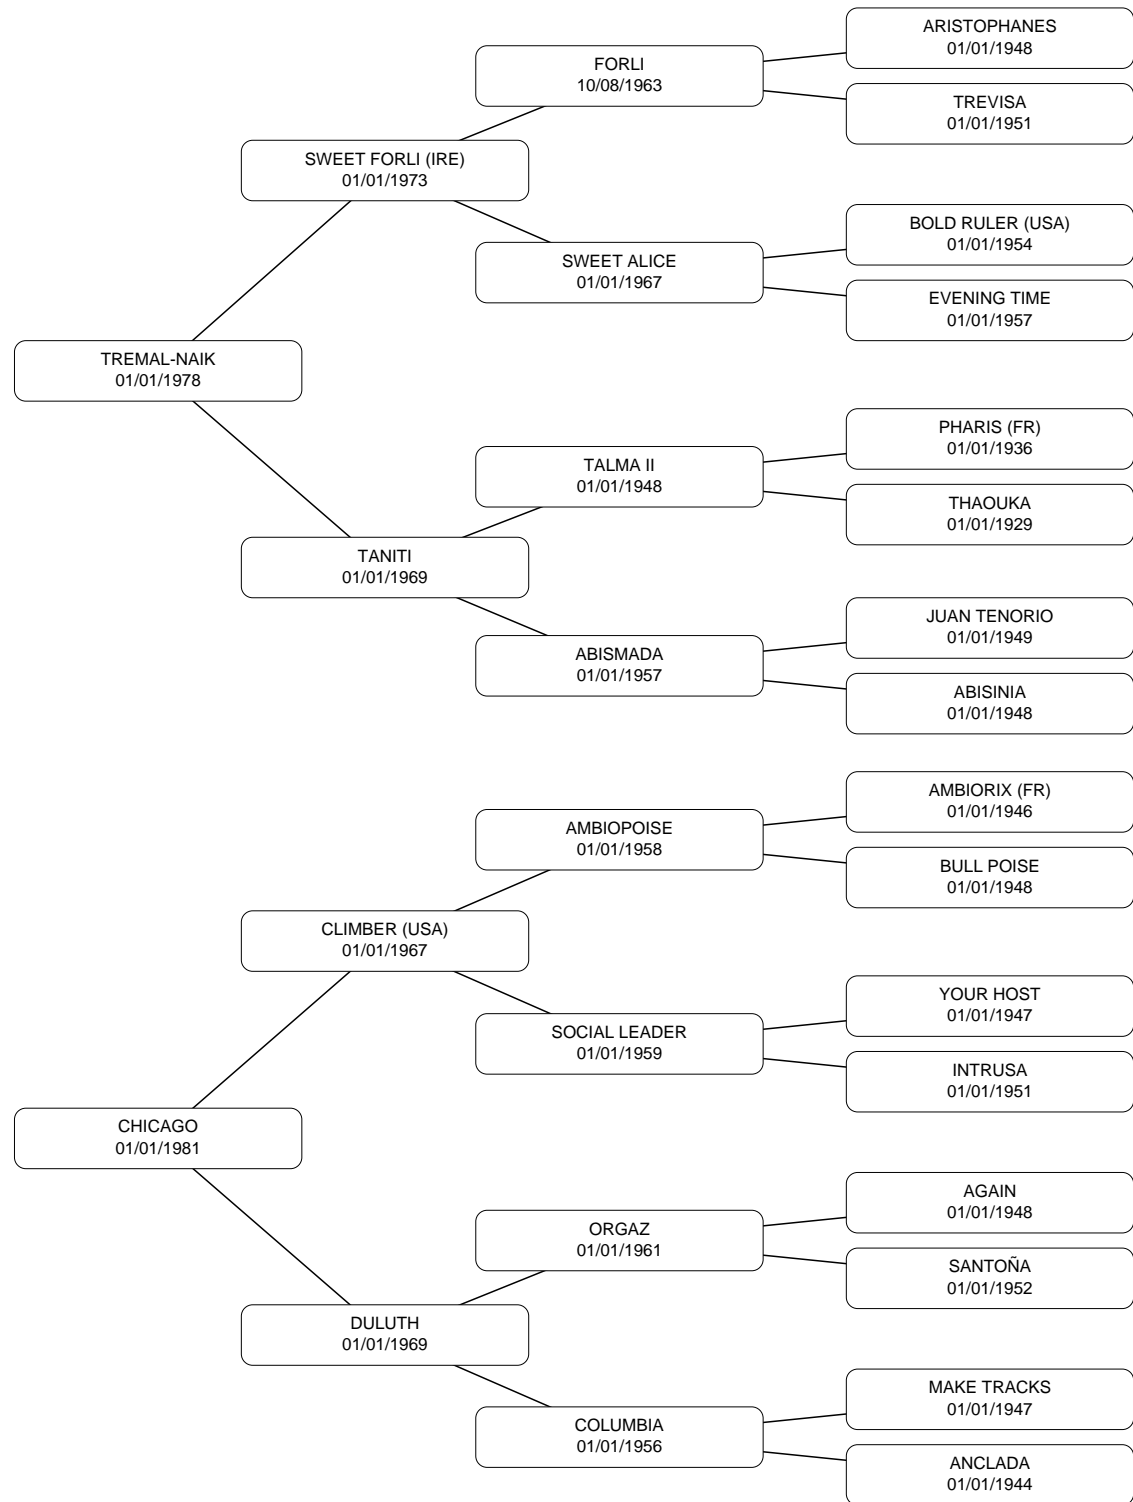 ARISTOPHANES
01/01/1948
FORLI
10/08/1963
TREVISA
01/01/1951
SWEET FORLI (IRE)
01/01/1973
BOLD RULER (USA)
01/01/1954
SWEET ALICE
01/01/1967
EVENING TIME
01/01/1957
TREMAL-NAIK
01/01/1978
PHARIS (FR)
01/01/1936
TALMA II
01/01/1948
THAOUKA
01/01/1929
TANITI
01/01/1969
JUAN TENORIO
01/01/1949
ABISMADA
01/01/1957
ABISINIA
01/01/1948
AMBIORIX (FR)
01/01/1946
AMBIOPOISE
01/01/1958
BULL POISE
01/01/1948
CLIMBER (USA)
01/01/1967
YOUR HOST
01/01/1947
SOCIAL LEADER
01/01/1959
INTRUSA
01/01/1951
CHICAGO
01/01/1981
AGAIN
01/01/1948
ORGAZ
01/01/1961
SANTOÑA
01/01/1952
DULUTH
01/01/1969
MAKE TRACKS
01/01/1947
COLUMBIA
01/01/1956
ANCLADA
01/01/1944